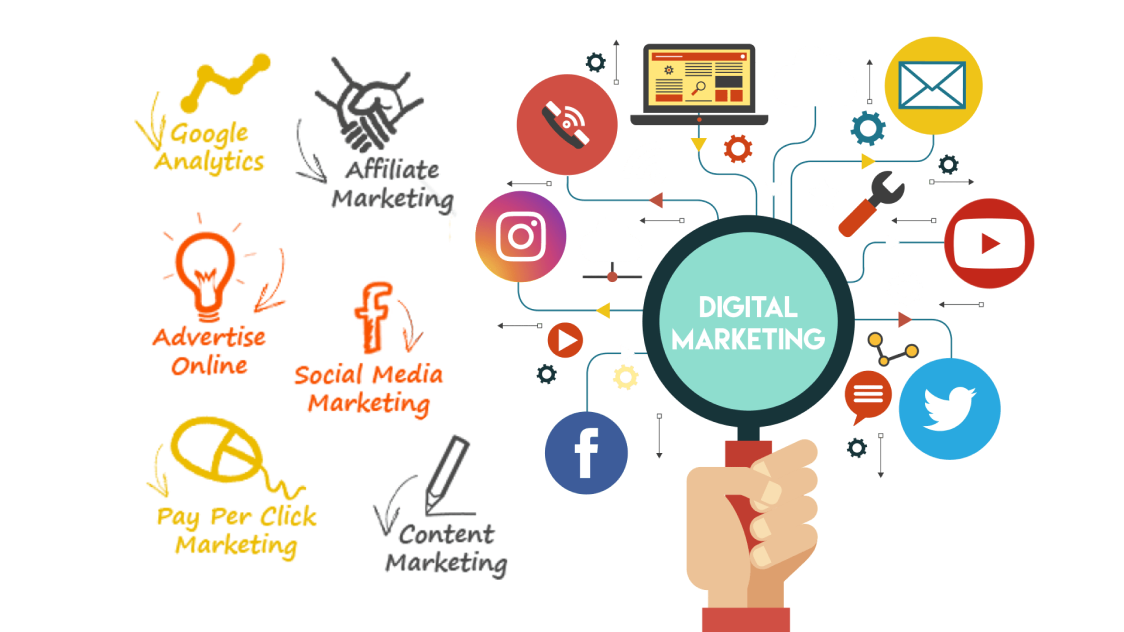 Google
Analytics
Affiliate
Marketing
Advertise
Online
Social Media
Marketing
Pay Per Click
Marketing
Content
Marketing
DIGITAL
MARKETING